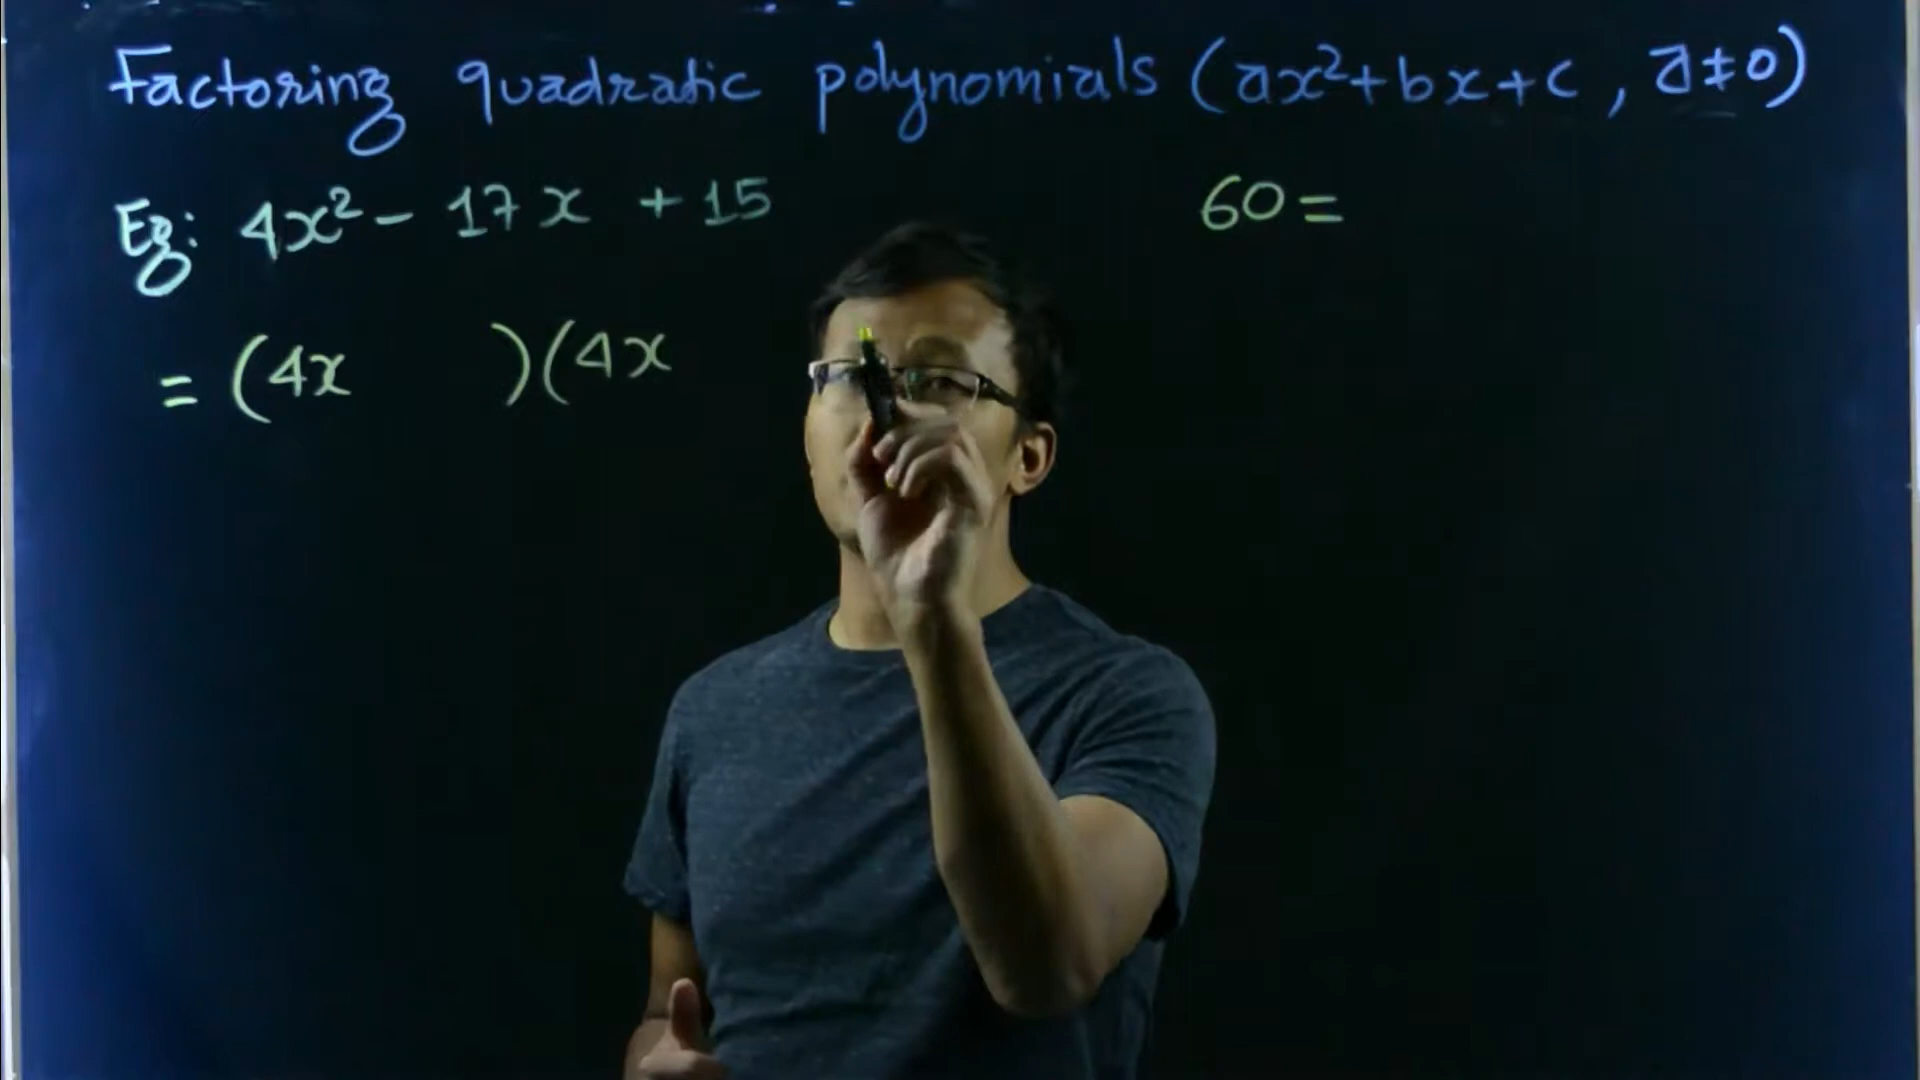 Factoring quadratic polynomials (ax²+bx+c, a≠0)
Eg: 4x² - 17x + 15
60 =
= (4x )(4x